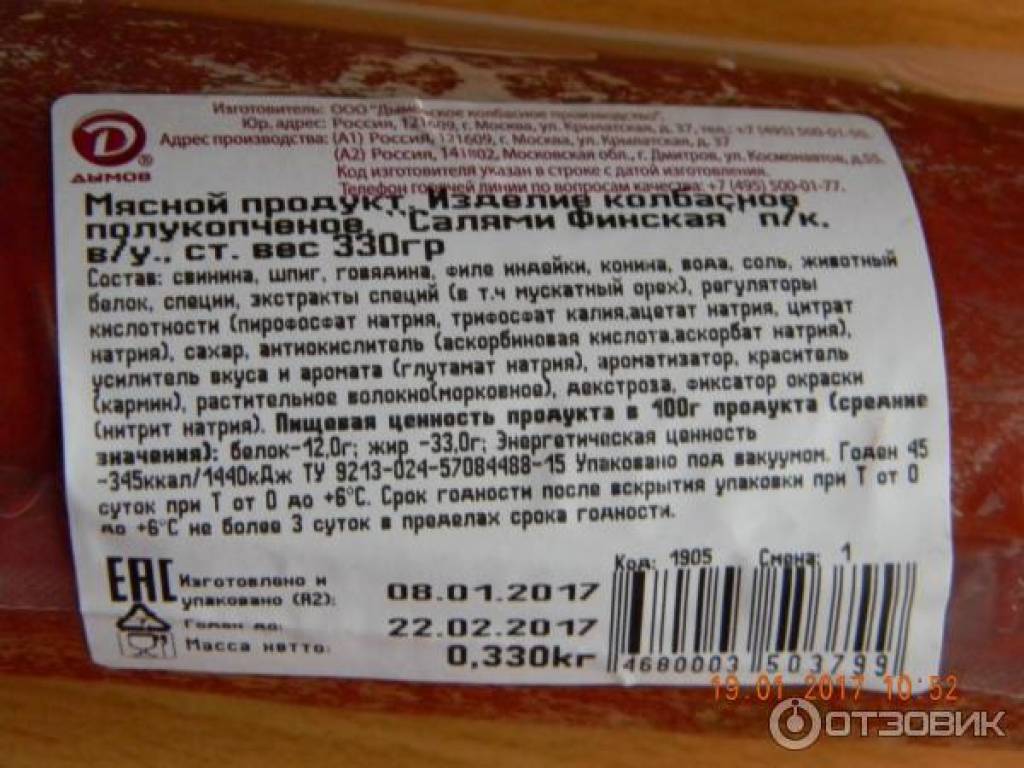 Изготовитель: ООО "Дымовское колбасное производство".
Юр. адрес: Россия, 121609, г. Москва, ул. Крылатская, д. 37, тел.: +7 (495) 500-01-50.
Адрес производства: (А1) Россия, 121609, г. Москва, ул. Крылатская, д. 37
(А2) Россия, 141802, Московская обл., г. Дмитров, ул. Космонавтов, д.55.
Код изготовителя указан в строке с датой изготовления.
Телефон горячей линии по вопросам качества: +7 (495) 500-01-77.
Д®
ДЫМОВ
Мясной продукт. Изделие колбасное
полукопченое. "Салями Финская" п/к.
в/у., ст. вес 330гр
Состав: свинина, шпиг, говядина, филе индейки, конина, вода, соль, животный
белок, специи, экстракты специй (в т.ч мускатный орех), регуляторы
кислотности (пирофосфат натрия, трифосфат калия,ацетат натрия, цитрат
натрия), сахар, антиокислитель (аскорбиновая кислота,аскорбат натрия),
усилитель вкуса и аромата (глутамат натрия), ароматизатор, краситель
(кармин), растительное волокно(морковное), декстроза, фиксатор окраски
(нитрит натрия). Пищевая ценность продукта в 100г продукта (средние
значения): белок-12,0г; жир -33,0г; Энергетическая ценность
-345ккал/1440кДж ТУ 9213-024-57084488-15 Упаковано под вакуумом. Годен 45
суток при Т от 0 до +6°С. Срок годности после вскрытия упаковки при Т от 0
до +6°С не более 3 суток в пределах срока годности.
Код: 1905 Смена: 1
EAC
Изготовлено и
упаковано (А2): 08.01.2017
Годен до: 22.02.2017
Масса нетто: 0,330кг
4680003 503799
19.01.2017 10:52
ОТЗОВИК